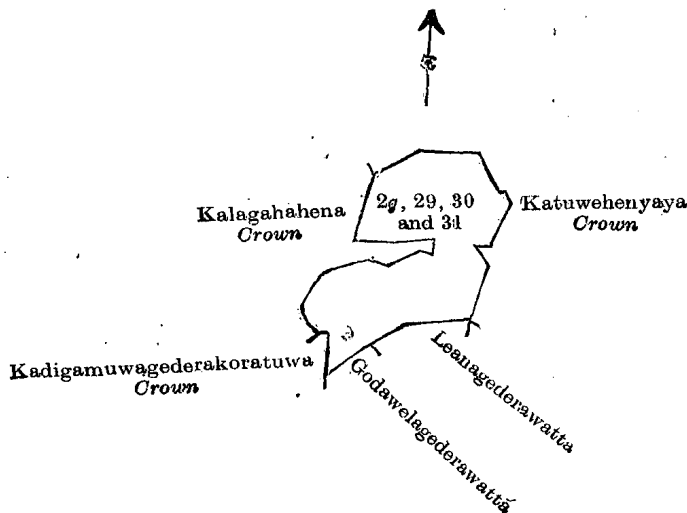 Kalagahahena
Crown
2g, 29, 30
and 31
Katuwehenyaya
Crown
Kadigamuwagederakoratuwa
Crown
Godawelagederawatta
Leanagederawatta